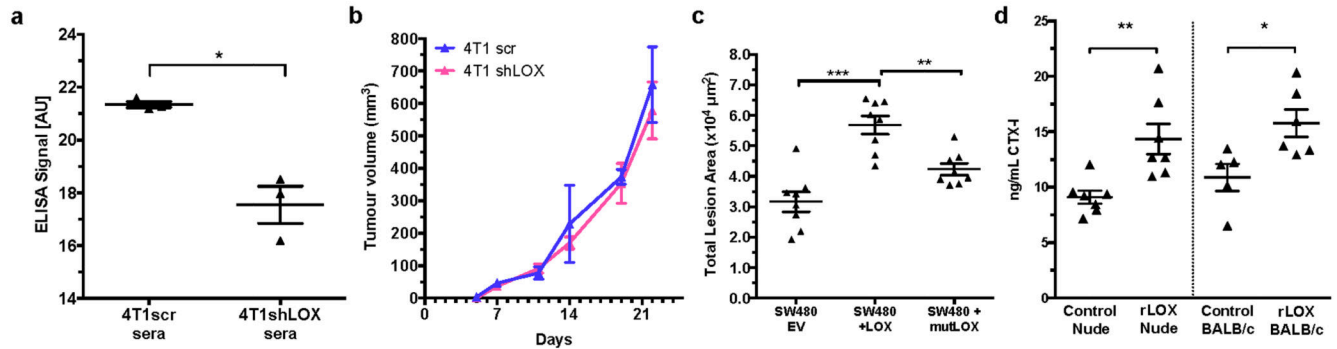 a
ELISA Signal [AU]
24
22
20
18
16
14
*
4T1scr
sera
4T1shLOX
sera
b
Tumour volume (mm³)
800
700
600
500
400
300
200
100
0
4T1 scr
4T1 shLOX
0
7
14
21
Days
c
Total Lesion Area (x10⁴ µm²)
8.0
7.0
6.0
5.0
4.0
3.0
2.0
1.0
0.0
***
**
SW480
EV
SW480
+LOX
SW480 +
mutLOX
d
ng/mL CTX-I
25
20
15
10
5
0
**
*
Control
Nude
rLOX
Nude
Control
BALB/c
rLOX
BALB/c